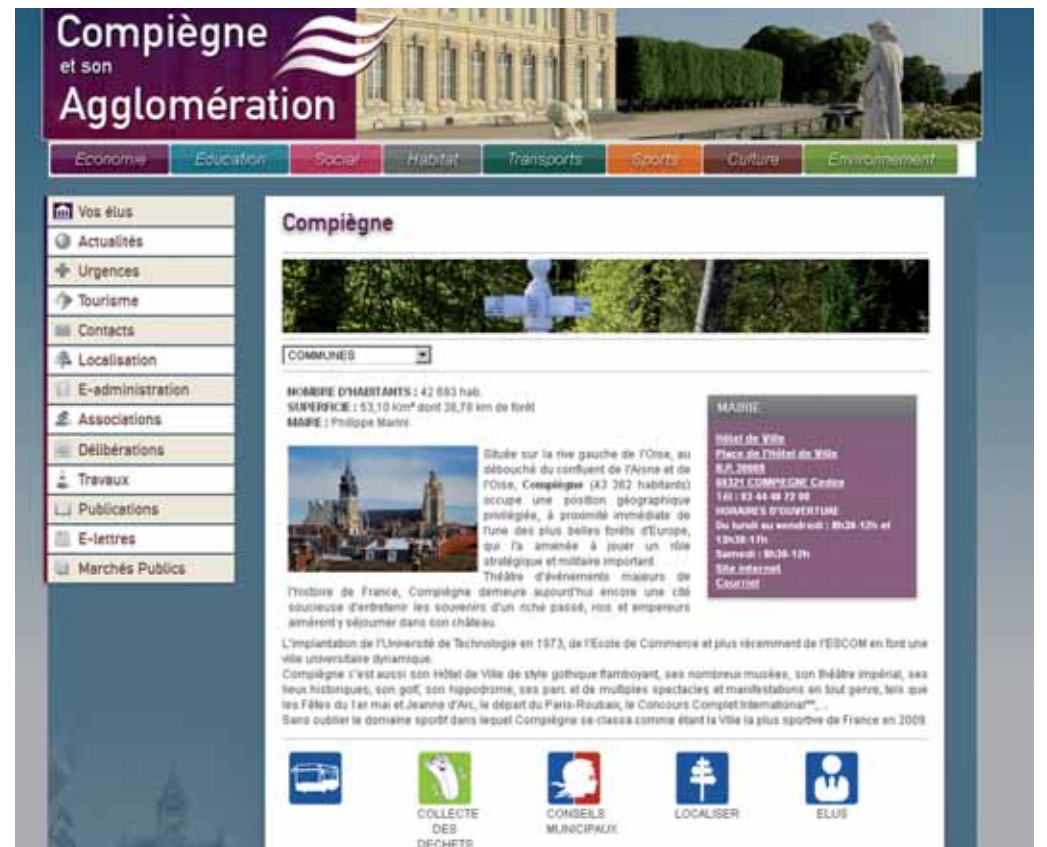 Compiègne
et son
Agglomération
Economie Education Social Habitat Transports Sports Culture Environnement
Vos élus
Actualités
Urgences
Tourisme
Contacts
Localisation
E-administration
Associations
Délibérations
Travaux
Publications
E-lettres
Marchés Publics
Compiègne
COMMUNES
NOMBRE D'HABITANTS : 42 693 hab.
SUPERFICIE : 53,10 Km² dont 38,78 km de forêt
MAIRE : Philippe Marini
Située sur la rive gauche de l'Oise, au
débouché du confluent de l'Aisne et de
l'Oise, Compiègne (43 362 habitants)
occupe une position géographique
privilégiée, à proximité immédiate de
l'une des plus belles forêts d'Europe,
qui l'a amenée à jouer un rôle
stratégique et militaire important.
Théâtre d'événements majeurs de
l'histoire de France, Compiègne demeure aujourd'hui encore une cité
soucieuse d'entretenir les souvenirs d'un riche passé, rois et empereurs
aimèrent y séjourner dans son château.
MAIRIE
Hôtel de Ville
Place de l'Hôtel de Ville
B.P.
COMPIEGNE Cedex
Tél : 03 44 40 72 00
HORAIRES D'OUVERTURE
Du lundi au vendredi : 8h30-12h et
13h30-17h
Samedi : 8h30-12h
Site internet
Courriel
L'implantation de l'Université de Technologie en 1973, de l'Ecole de Commerce et plus récemment de l'ESCOM en font une
ville universitaire dynamique.
Compiègne c'est aussi son Hôtel de Ville de style gothique flamboyant, ses nombreux musées, son théâtre impérial, ses
lieux historiques, son golf, son hippodrome, ses parc et de multiples spectacles et manifestations en tout genre, tels que
les Fêtes du 1er mai et Jeanne d'Arc, le départ du Paris-Roubaix, le Concours Complet International
Sans oublier le domaine sportif dans lequel Compiègne se classa comme étant la Ville la plus sportive de France en 2009.
COLLECTE
DES
DECHETS
CONSEILS
MUNICIPAUX
LOCALISER
ELUS